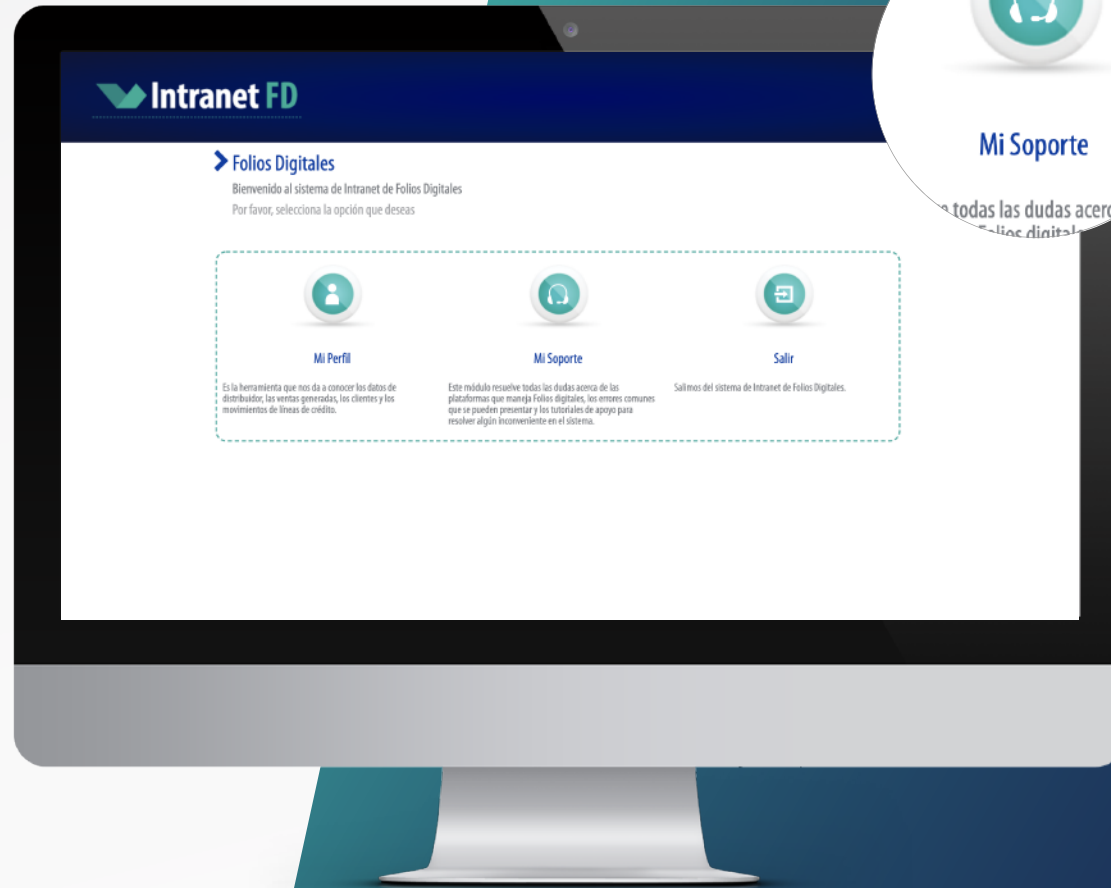 Intranet FD
Folios Digitales
Bienvenido al sistema de Intranet de Folios Digitales
Por favor, selecciona la opción que deseas
Mi Perfil
Es la herramienta que nos da a conocer los datos de
distribuidor, las ventas generadas, los clientes y los
movimientos de líneas de crédito.
Mi Soporte
Este módulo resuelve todas las dudas acerca de las
plataformas que maneja Folios digitales, los errores comunes
que se pueden presentar y los tutoriales de apoyo para
resolver algún inconveniente en el sistema.
Salir
Salimos del sistema de Intranet de Folios Digitales.
Mi Soporte
todas las dudas